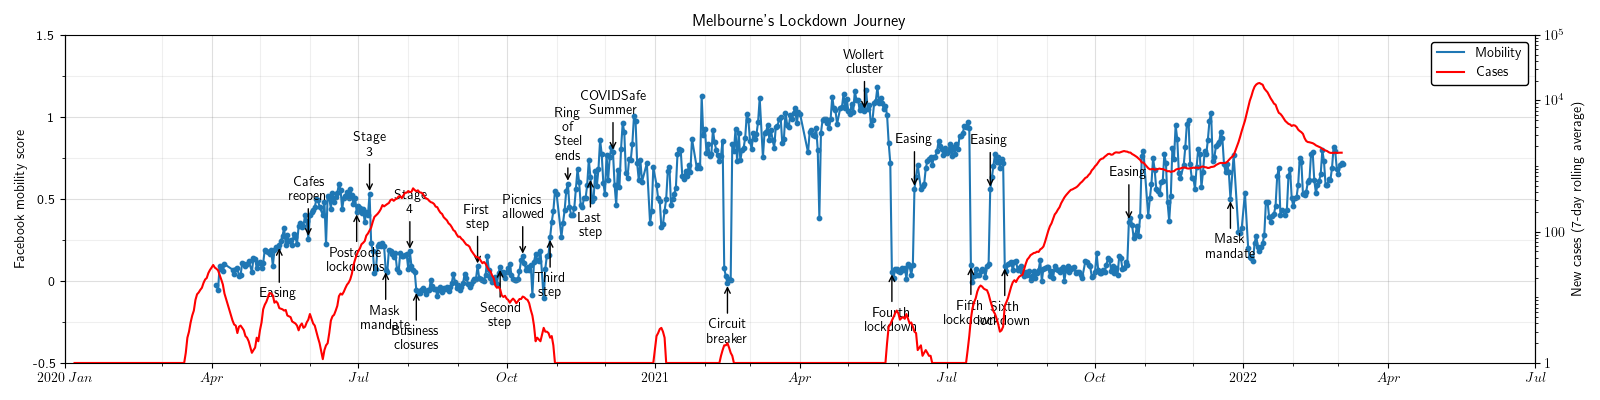 Melbourne's Lockdown Journey
Facebook mobility score
1.5
1
0.5
0
-0.5
New cases (7-day rolling average)
10^5
10^4
100
1
Mobility
Cases
2020 Jan
Apr
Jul
Oct
2021
Apr
Jul
Oct
2022
Apr
Jul
Easing
Cafes
reopen
Postcode
lockdowns
Stage
3
Mask
mandate
Stage
4
Business
closures
First
step
Second
step
Picnics
allowed
Third
step
Ring
of
Steel
ends
Last
step
COVIDSafe
Summer
Circuit
breaker
Wollert
cluster
Fourth
lockdown
Easing
Fifth
lockdown
Easing
Sixth
lockdown
Easing
Mask
mandate